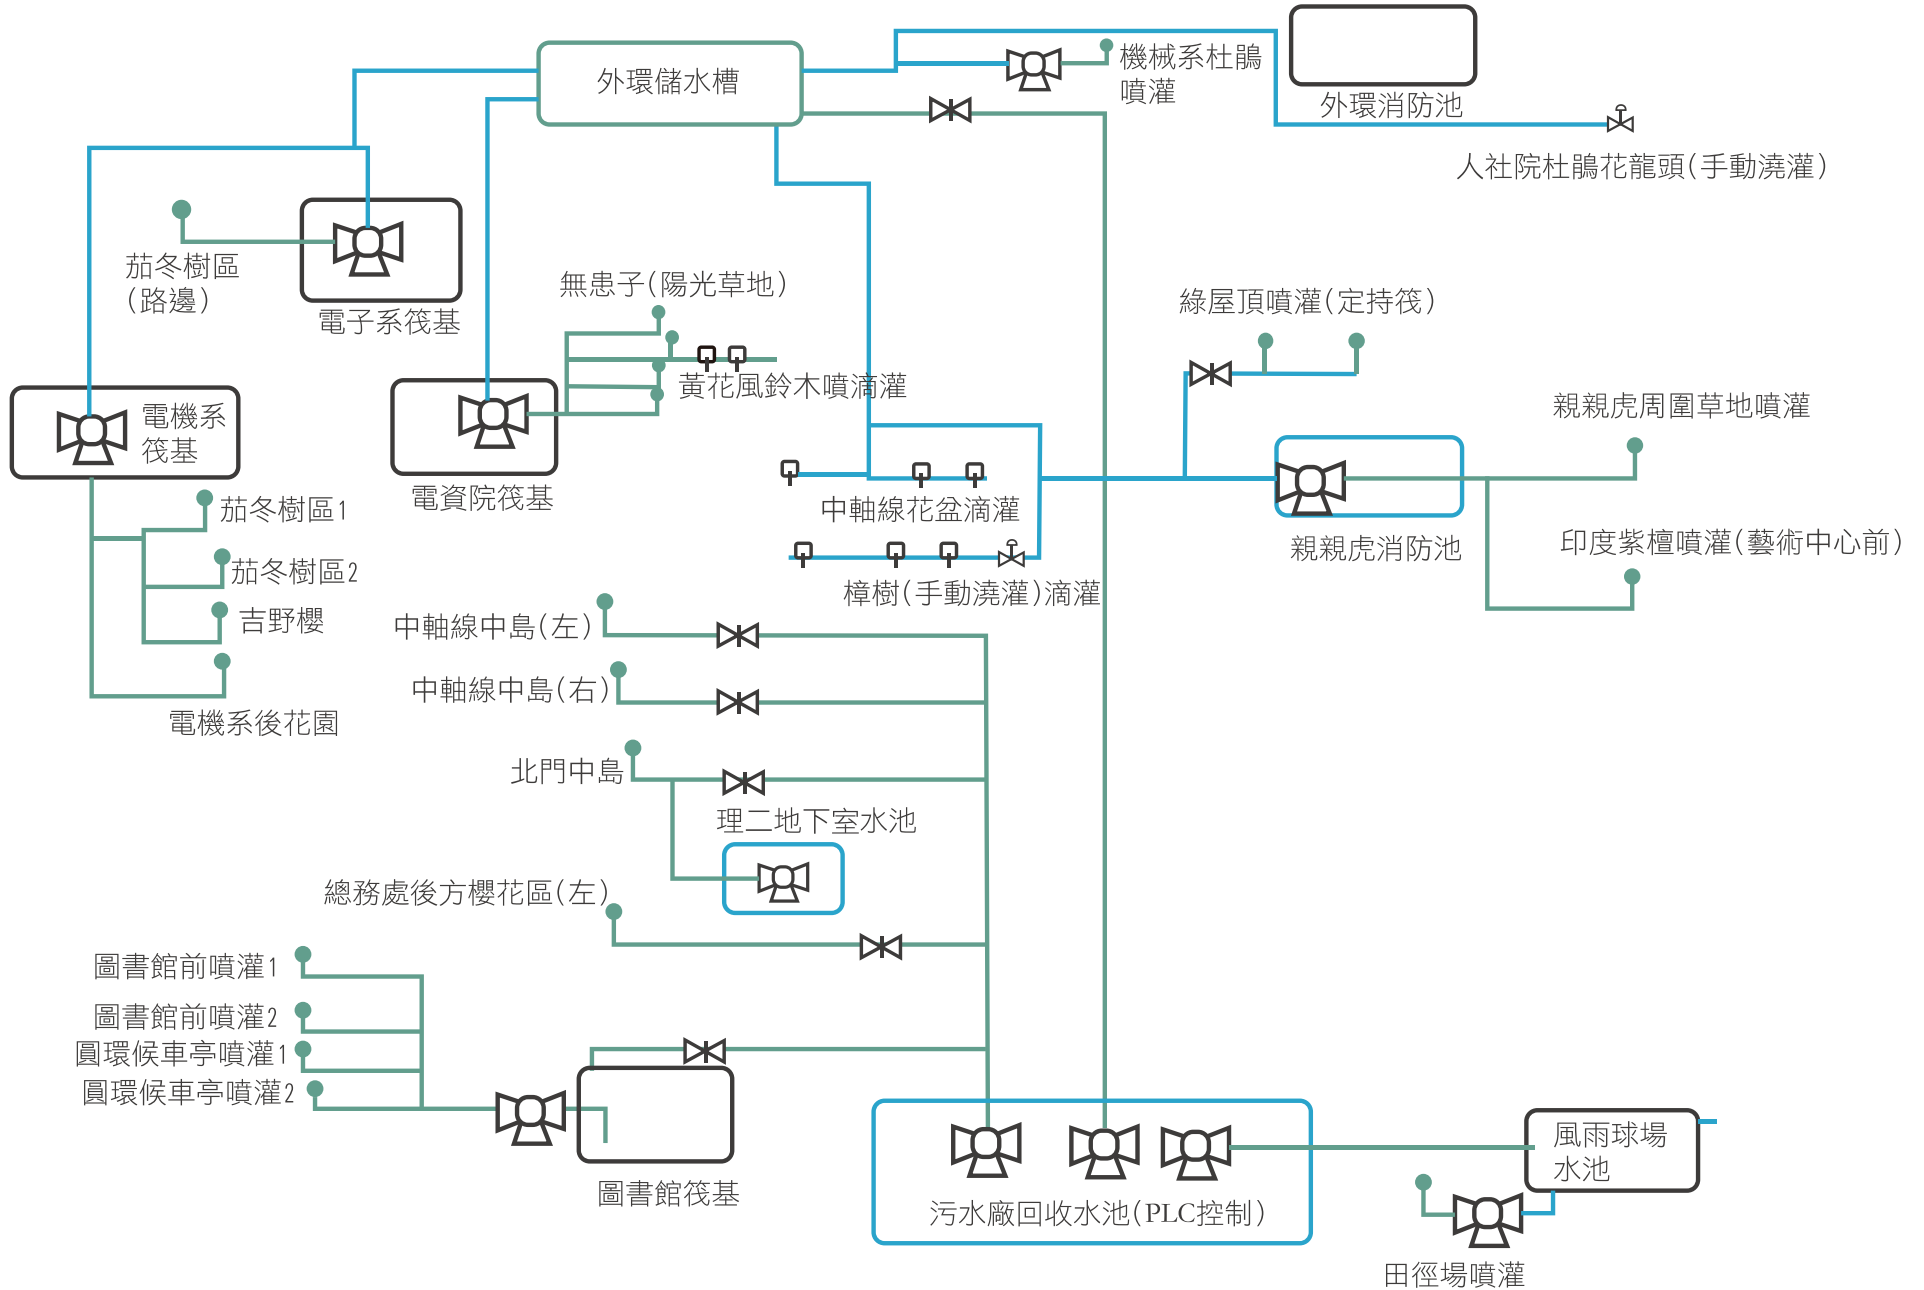 外環儲水槽
機械系杜鵑
噴灌
外環消防池
人社院杜鵑花龍頭(手動澆灌)
茄冬樹區
(路邊)
電子系筏基
無患子(陽光草地)
綠屋頂噴灌(定持筏)
黃花風鈴木噴滴灌
電機系
筏基
電資院筏基
親親虎周圍草地噴灌
中軸線花盆滴灌
茄冬樹區1
親親虎消防池
印度紫檀噴灌(藝術中心前)
茄冬樹區2
樟樹(手動澆灌)滴灌
吉野櫻
中軸線中島(左)
中軸線中島(右)
電機系後花園
北門中島
理二地下室水池
總務處後方櫻花區(左)
圖書館前噴灌1
圖書館前噴灌2
圓環候車亭噴灌1
圓環候車亭噴灌2
圖書館筏基
污水廠回收水池(PLC控制)
風雨球場
水池
田徑場噴灌